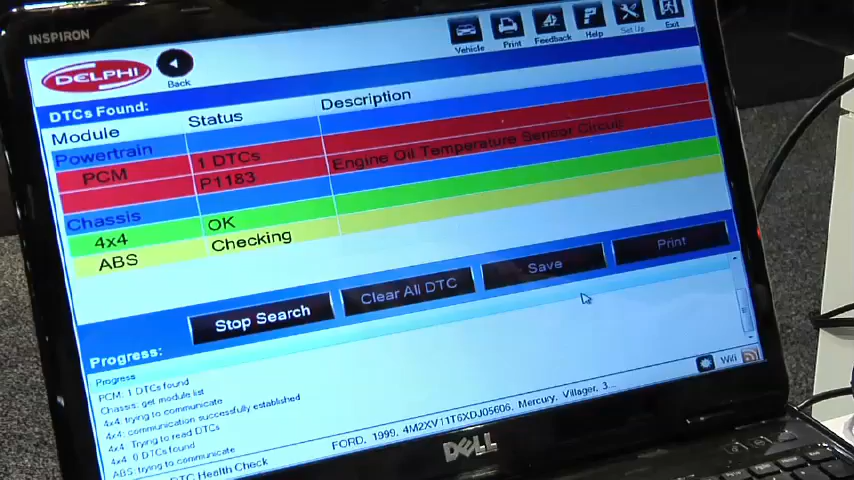 INSPIRON
DELPHI
Back
Vehicle
Print
Feedback
Help
Set Up
Exit
DTCs Found:
Module Status Description
Powertrain
PCM 1 DTCs
P1183 Engine Oil Temperature Sensor Circuit
Chassis
4x4 OK
ABS Checking
Stop Search
Clear All DTC
Save
Print
Progress:
Progress
PCM: 1 DTCs found
Chassis: get module list
4x4: trying to communicate
4x4: communication successfully established
4x4: Trying to read DTCs
4x4: 0 DTCs found
ABS: trying to communicate
Wifi
DTC Health Check
FORD, 1999, 4M2XV11T6XDJ05606, Mercury, Villager, 3...
DELL